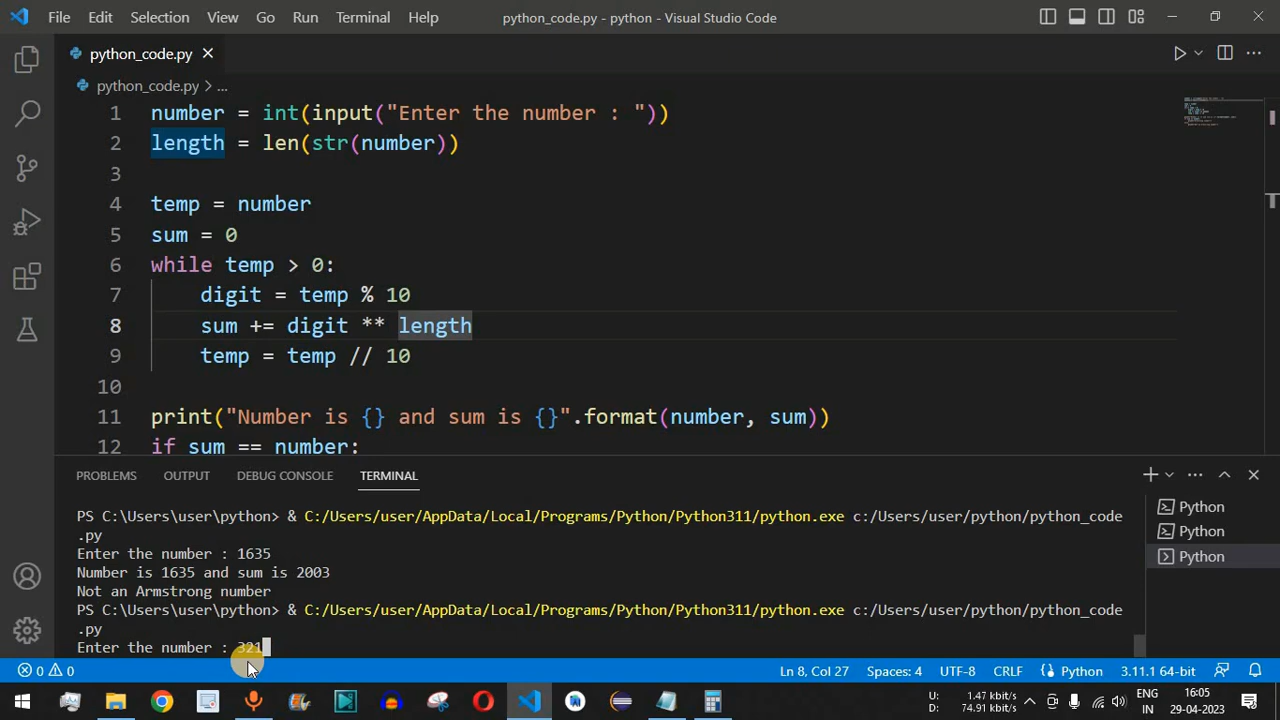 File Edit Selection View Go Run Terminal Help python_code.py - python - Visual Studio Code
python_code.py
python_code.py > ...
1 number = int(input("Enter the number : "))
2 length = len(str(number))
3
4 temp = number
5 sum = 0
6 while temp > 0:
7 digit = temp % 10
8 sum += digit ** length
9 temp = temp // 10
10
11 print("Number is {} and sum is {}".format(number, sum))
12 if sum == number:
PROBLEMS OUTPUT DEBUG CONSOLE TERMINAL
PS C:\Users\user\python> & C:/Users/user/AppData/Local/Programs/Python/Python311/python.exe c:/Users/user/python/python_code
.py
Enter the number : 1635
Number is 1635 and sum is 2003
Not an Armstrong number
PS C:\Users\user\python> & C:/Users/user/AppData/Local/Programs/Python/Python311/python.exe c:/Users/user/python/python_code
.py
Enter the number : 321
Python
Python
Python
0 0 Ln 8, Col 27 Spaces: 4 UTF-8 CRLF Python 3.11.1 64-bit
U: 1.47 kbit/s
D: 74.91 kbit/s
ENG
IN
16:05
29-04-2023